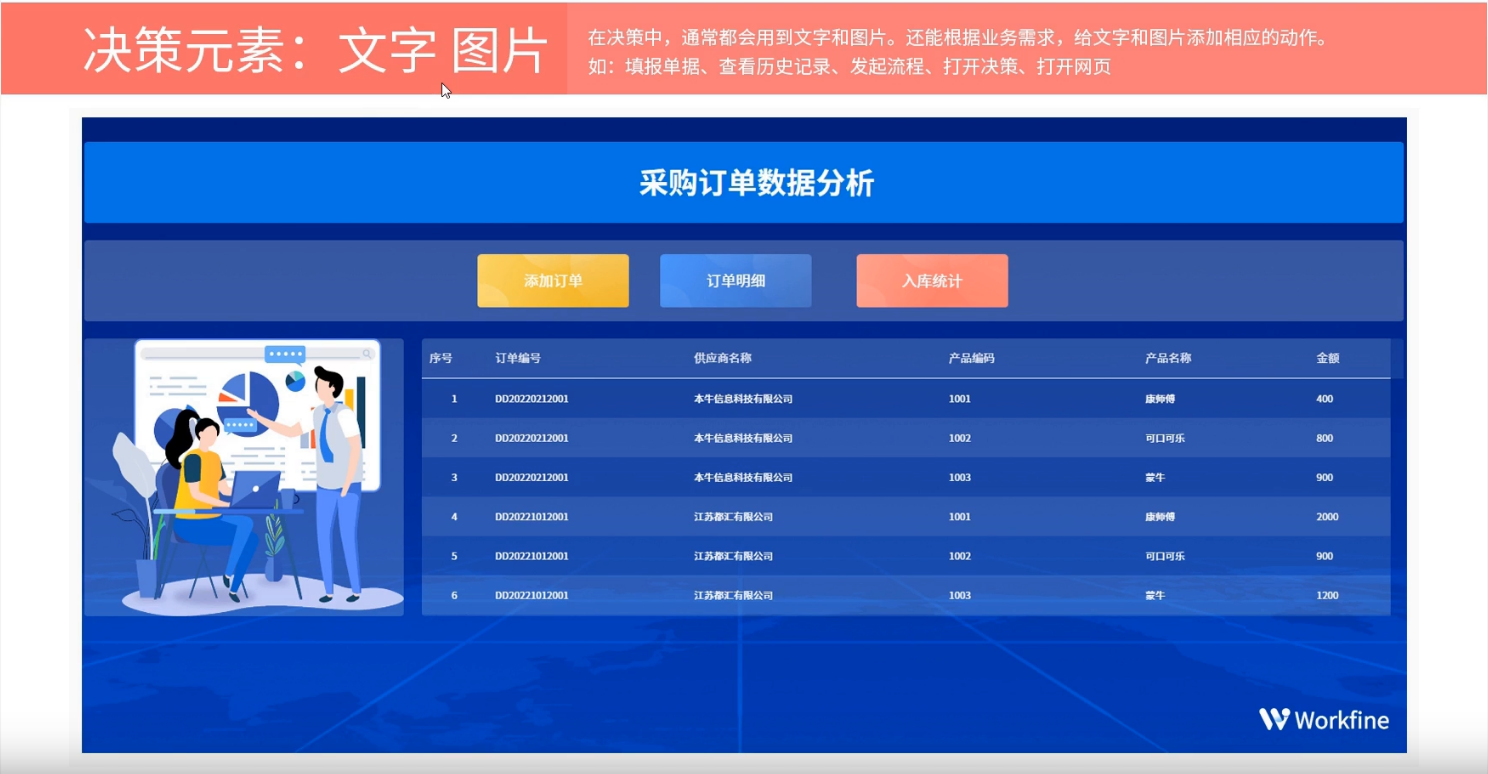 决策元素：文字 图片
在决策中，通常都会用到文字和图片。还能根据业务需求，给文字和图片添加相应的动作。
如：填报单据、查看历史记录、发起流程、打开决策、打开网页
采购订单数据分析
添加订单 订单明细 入库统计
序号 订单编号 供应商名称 产品编码 产品名称 金额
1 DD20220212001 本牛信息科技有限公司 1001 康师傅 400
2 DD20220212001 本牛信息科技有限公司 1002 可口可乐 800
3 DD20220212001 本牛信息科技有限公司 1003 蒙牛 900
4 DD20221012001 江苏都汇有限公司 1001 康师傅 2000
5 DD20221012001 江苏都汇有限公司 1002 可口可乐 900
6 DD20221012001 江苏都汇有限公司 1003 蒙牛 1200
Workfine